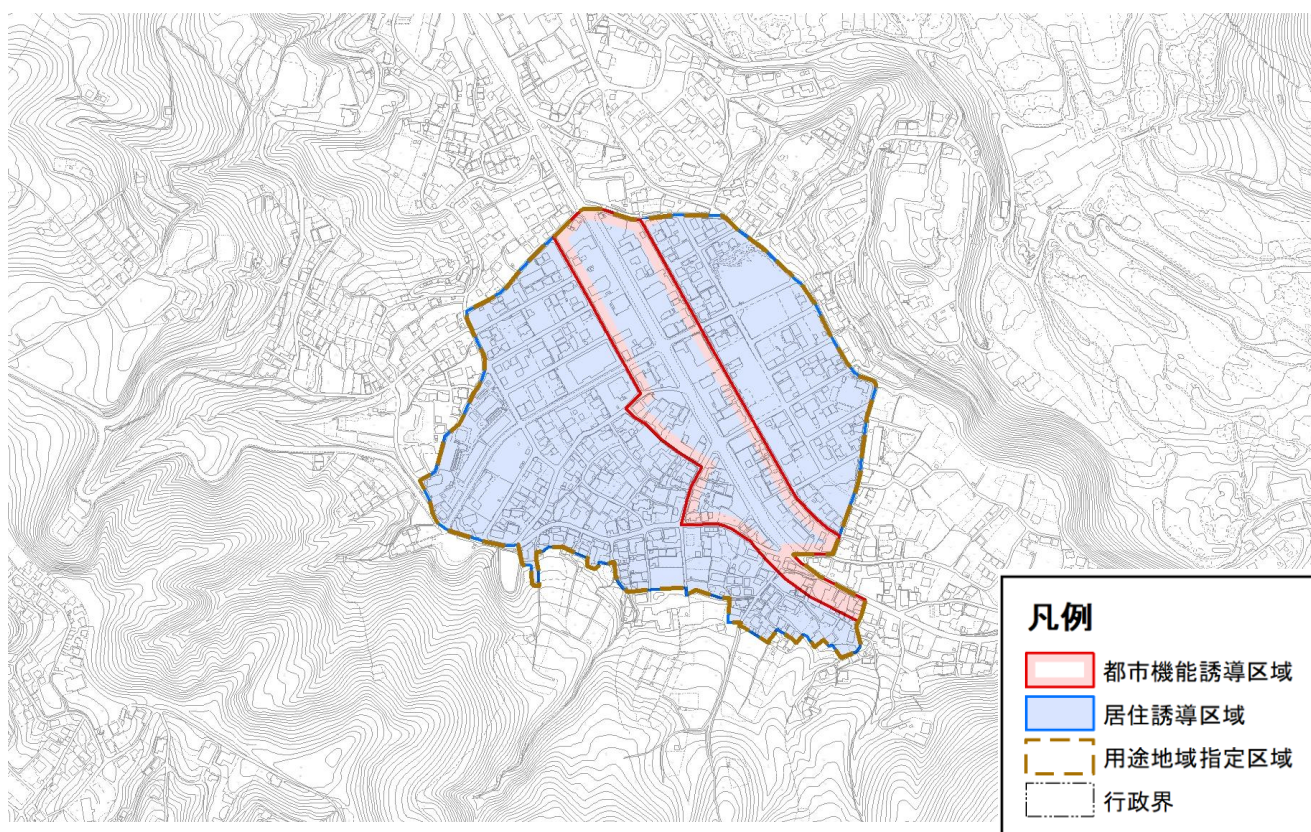 凡例
都市機能誘導区域
居住誘導区域
用途地域指定区域
行政界